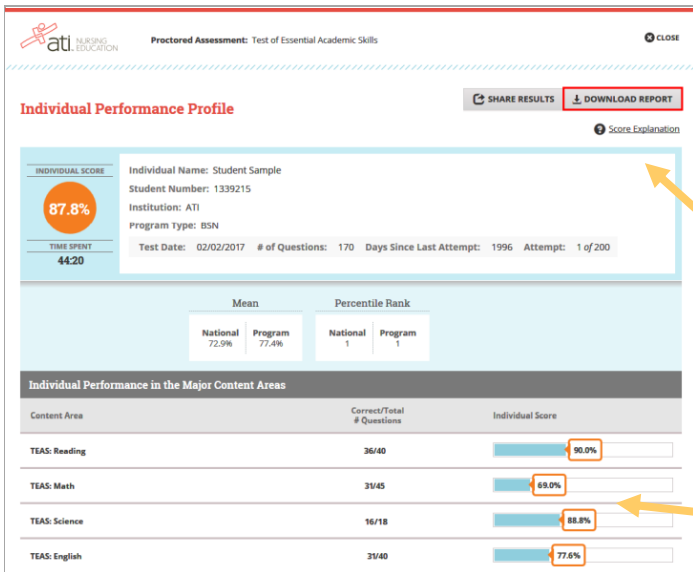 ati NURSING EDUCATION
Proctored Assessment: Test of Essential Academic Skills
CLOSE
Individual Performance Profile
SHARE RESULTS
DOWNLOAD REPORT
Score Explanation
INDIVIDUAL SCORE
87.8%
TIME SPENT
44:20
Individual Name: Student Sample
Student Number: 1339215
Institution: ATI
Program Type: BSN
Test Date: 02/02/2017 # of Questions: 170 Days Since Last Attempt: 1996 Attempt: 1 of 200
Mean Percentile Rank
National Program National Program
72.9% 77.4% 1 1
Individual Performance in the Major Content Areas
Content Area Correct/Total # Questions Individual Score
TEAS: Reading 36/40 90.0%
TEAS: Math 31/45 69.0%
TEAS: Science 16/18 88.8%
TEAS: English 31/40 77.6%